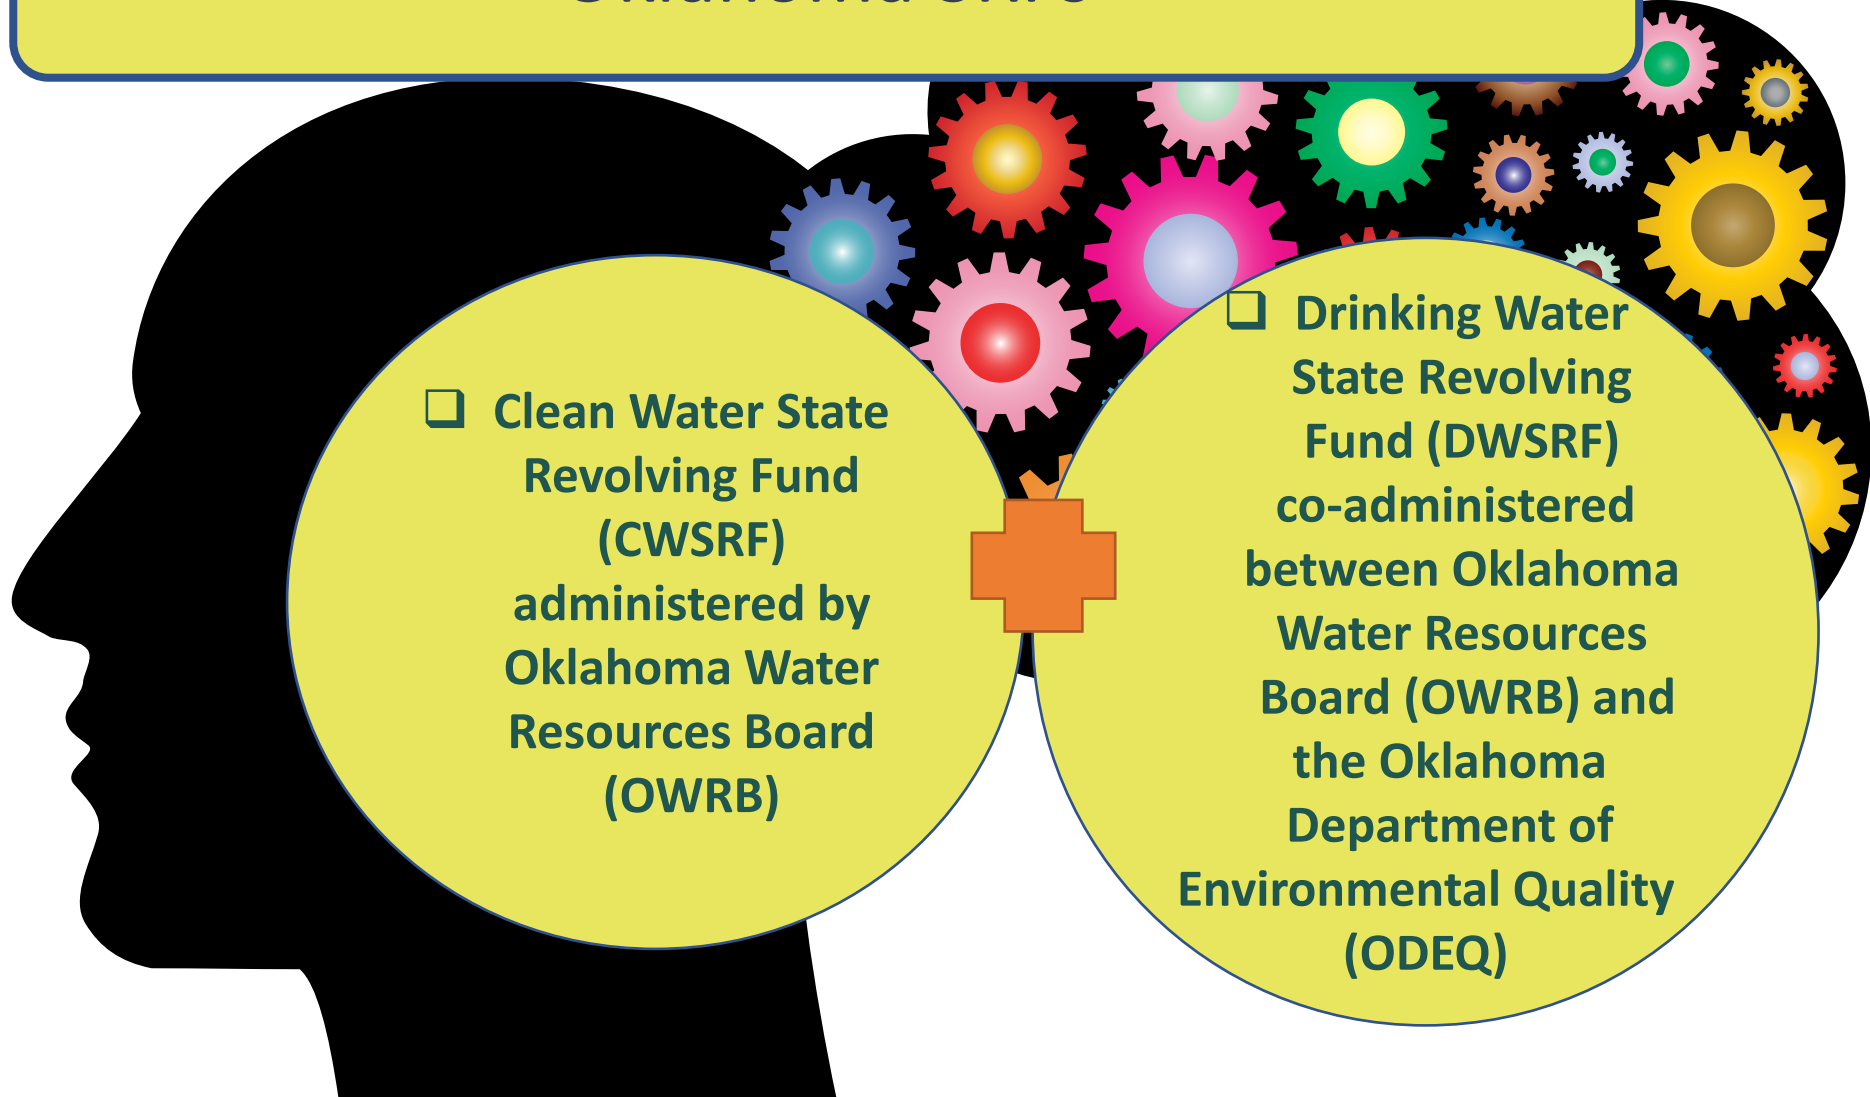 Clean Water State
Revolving Fund
(CWSRF)
administered by
Oklahoma Water
Resources Board
(OWRB)
Drinking Water
State Revolving
Fund (DWSRF)
co-administered
between Oklahoma
Water Resources
Board (OWRB) and
the Oklahoma
Department of
Environmental Quality
(ODEQ)